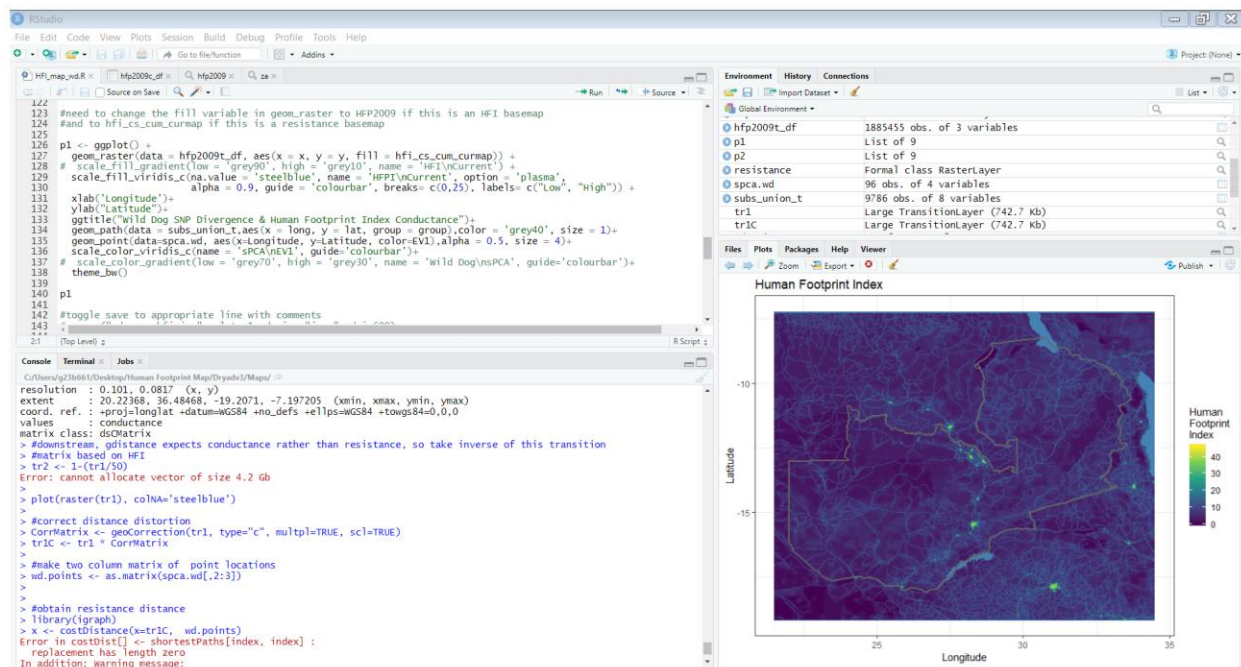 RStudio
File Edit Code View Plots Session Build Debug Profile Tools Help
Go to file/function Addins
Project: (None)
HFI_map_wd.R hfp2009c_df hfp2009 za
Source on Save Run Source
122
123 #need to change the fill variable in geom_raster to HFP2009 if this is an HFI basemap
124 #and to hfi_cs_cum_curmap if this is a resistance basemap
125
126 p1 <- ggplot() +
127 geom_raster(data = hfp2009t_df, aes(x = x, y = y, fill = hfi_cs_cum_curmap)) +
128 # scale_fill_gradient(low = 'grey90', high = 'grey10', name = 'HFI\nCurrent') +
129 scale_fill_viridis_c(na.value = 'steelblue', name = 'HFPI\nCurrent', option = 'plasma',
130 alpha = 0.9, guide = 'colourbar', breaks= c(0,25), labels= c("Low", "High")) +
131 xlab('Longitude')+
132 ylab("Latitude")+
133 ggtitle("Wild Dog SNP Divergence & Human Footprint Index Conductance")+
134 geom_path(data = subs_union_t,aes(x = long, y = lat, group = group),color = 'grey40', size = 1)+
135 geom_point(data=spca.wd, aes(x=Longitude, y=Latitude, color=EV1),alpha = 0.5, size = 4)+
136 scale_color_viridis_c(name = 'sPCA\nEV1', guide='colourbar')+
137 # scale_color_gradient(low = 'grey70', high = 'grey30', name = 'Wild Dog\nsPCA', guide='colourbar')+
138 theme_bw()
139
140 p1
141
142 #toggle save to appropriate line with comments
143
2:1 (Top Level) R Script
Console Terminal Jobs
C:/Users/g23b661/Desktop/Human Footprint Map/Dryadv3/Maps/
resolution : 0.101, 0.0817 (x, y)
extent : 20.22368, 36.48468, -19.2071, -7.197205 (xmin, xmax, ymin, ymax)
coord. ref. : +proj=longlat +datum=WGS84 +no_defs +ellps=WGS84 +towgs84=0,0,0
values : conductance
matrix class: dsCMatrix
> #downstream, gdistance expects conductance rather than resistance, so take inverse of this transition
> #matrix based on HFI
> tr2 <- 1-(tr1/50)
Error: cannot allocate vector of size 4.2 Gb
>
> plot(raster(tr1), colNA='steelblue')
>
> #correct distance distortion
> CorrMatrix <- geoCorrection(tr1, type="c", multpl=TRUE, scl=TRUE)
> tr1C <- tr1 * CorrMatrix
>
> #make two column matrix of point locations
> wd.points <- as.matrix(spca.wd[,2:3])
>
>
> #obtain resistance distance
> library(igraph)
> x <- costDistance(x=tr1C, wd.points)
Error in costDist[] <- shortestPaths[index, index] :
replacement has length zero
In addition: Warning message:
Environment History Connections
Import Dataset List
Global Environment
hfp2009t_df 1885455 obs. of 3 variables
p1 List of 9
p2 List of 9
resistance Formal class RasterLayer
spca.wd 96 obs. of 4 variables
subs_union_t 9786 obs. of 8 variables
tr1 Large TransitionLayer (742.7 Kb)
tr1C Large TransitionLayer (742.7 Kb)
Files Plots Packages Help Viewer
Zoom Export Publish
Human Footprint Index
-10
-15
Latitude
25 30 35
Longitude
Human
Footprint
Index
40
30
20
10
0